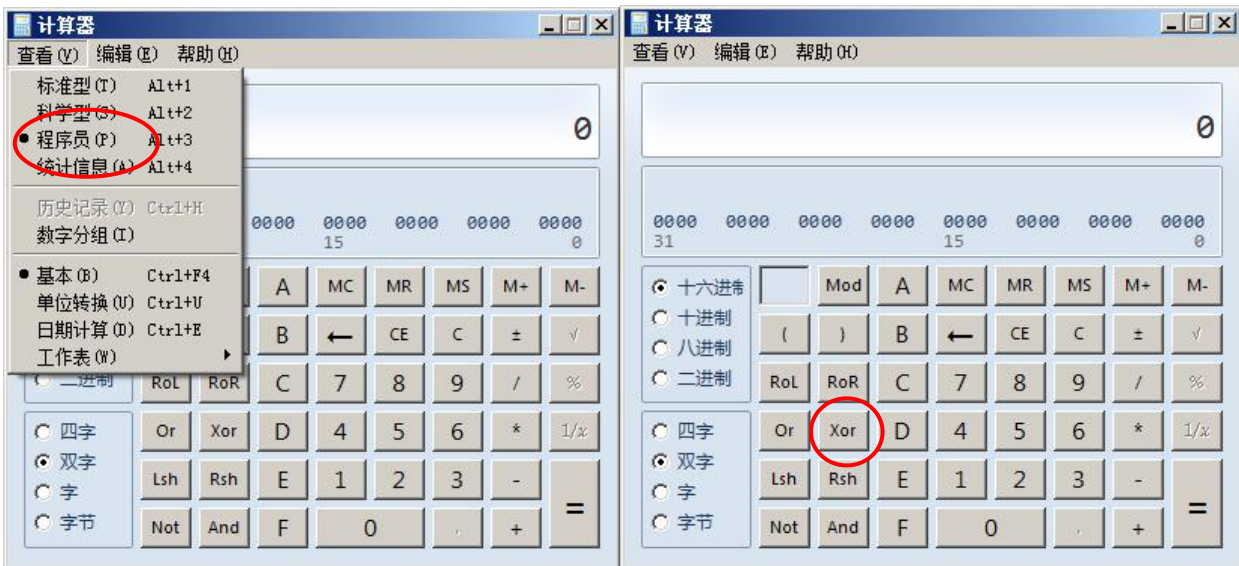 计算器
查看(V) 编辑(E) 帮助(H)
标准型(T) Alt+1
科学型(S) Alt+2
程序员(P) Alt+3
统计信息(A) Alt+4
历史记录(Y) Ctrl+H
数字分组(I)
基本(B) Ctrl+F4
单位转换(U) Ctrl+U
日期计算(D) Ctrl+E
工作表(W)
0
0000 0000 0000 0000 0000
15 0
A MC MR MS M+ M-
B ← CE C ± √
二进制 RoL RoR C 7 8 9 / %
四字 Or Xor D 4 5 6 * 1/x
双字
字 Lsh Rsh E 1 2 3 - =
字节 Not And F 0 . +
计算器
查看(V) 编辑(E) 帮助(H)
0
0000 0000 0000 0000 0000 0000 0000 0000
31 15 0
十六进制 Mod A MC MR MS M+ M-
十进制 ( ) B ← CE C ± √
八进制
二进制 RoL RoR C 7 8 9 / %
四字 Or Xor D 4 5 6 * 1/x
双字
字 Lsh Rsh E 1 2 3 - =
字节 Not And F 0 . +